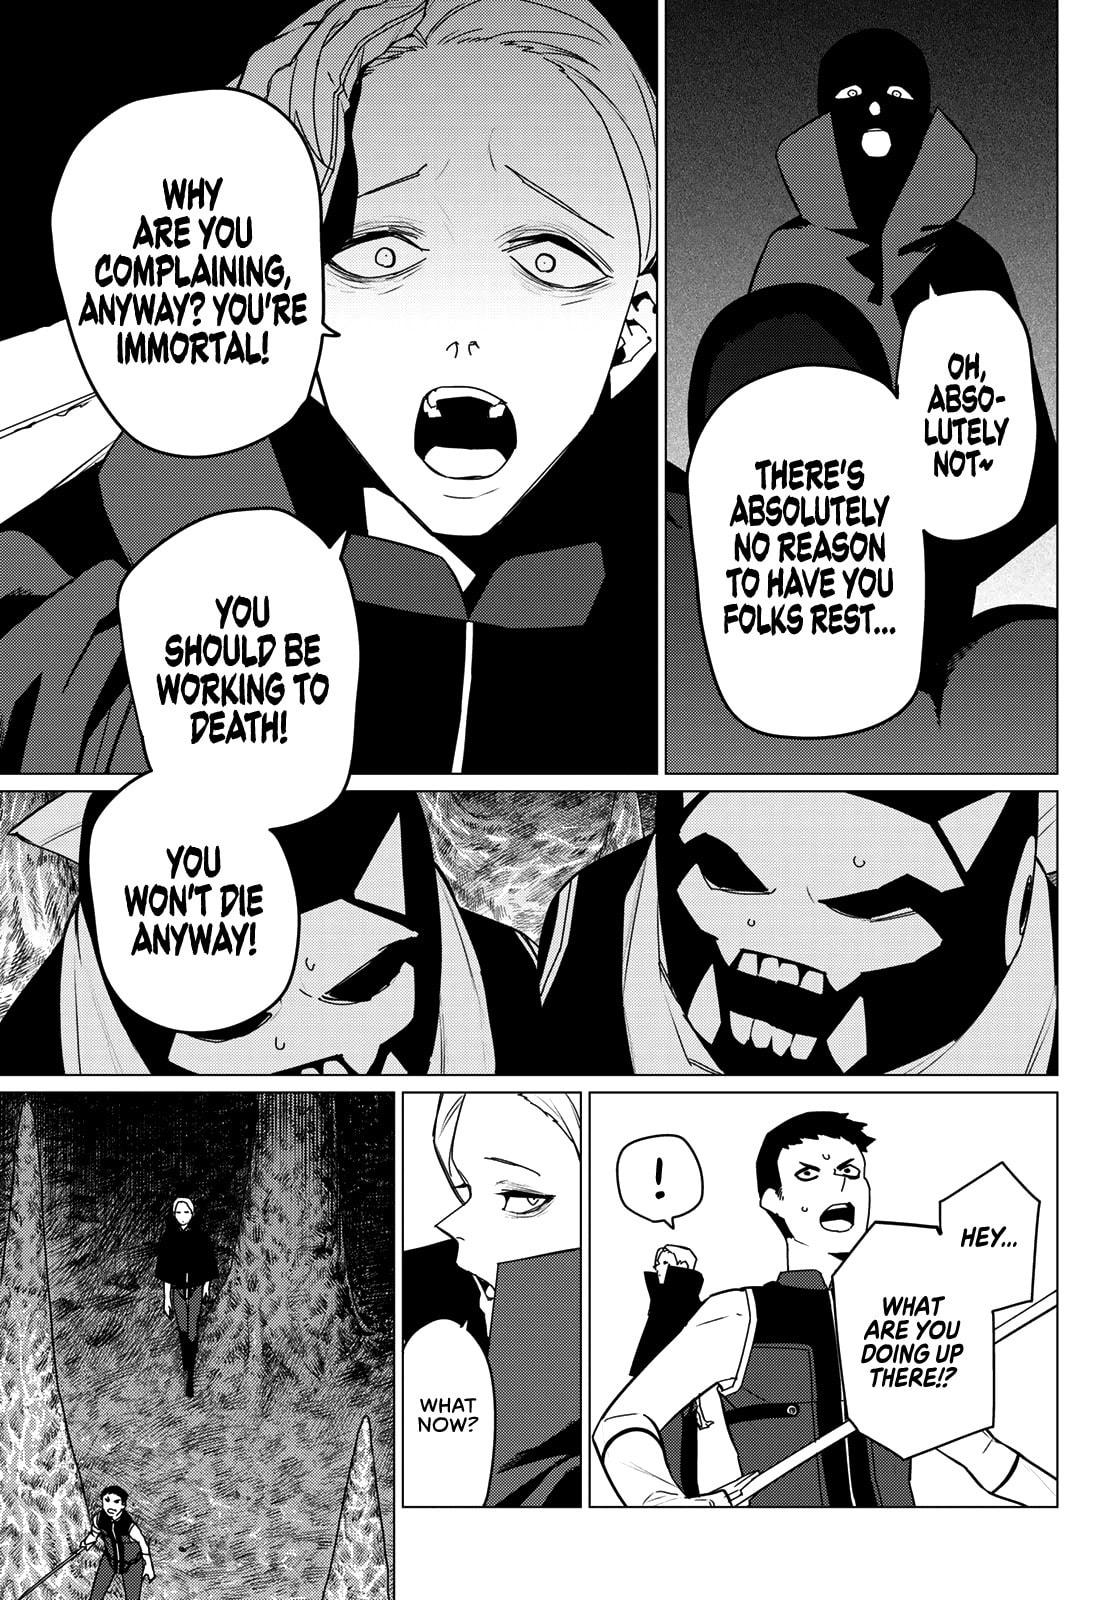 OH,
ABSO-
LUTELY
NOT~
THERE'S
ABSOLUTELY
NO REASON
TO HAVE YOU
FOLKS REST...
WHY
ARE YOU
COMPLAINING,
ANYWAY? YOU'RE
IMMORTAL!
YOU
SHOULD BE
WORKING TO
DEATH!
YOU
WON'T DIE
ANYWAY!
HEY...
WHAT
ARE YOU
DOING UP
THERE!?
!
WHAT
NOW?